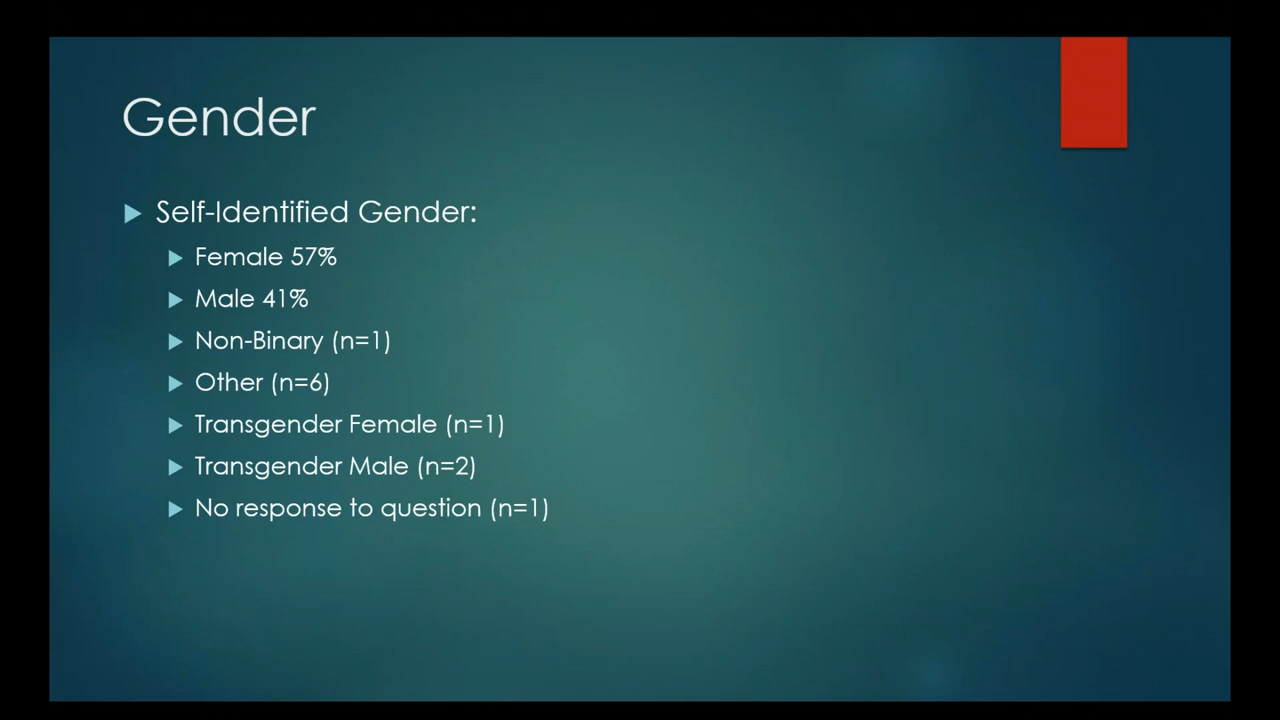 Gender
Self-Identified Gender:
Female 57%
Male 41%
Non-Binary (n=1)
Other (n=6)
Transgender Female (n=1)
Transgender Male (n=2)
No response to question (n=1)